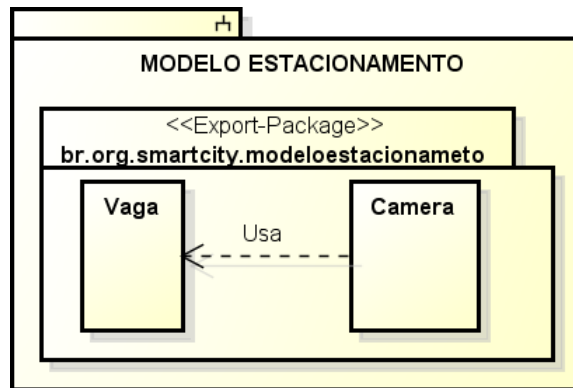 MODELO ESTACIONAMENTO
<<Export-Package>>
br.org.smartcity.modeloestacionameto
Vaga
Camera
Usa